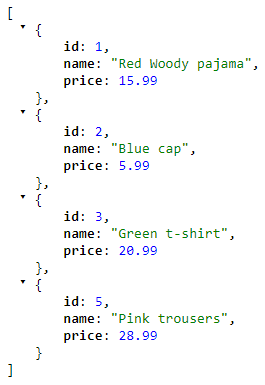 [
{
id: 1,
name: "Red Woody pajama",
price: 15.99
},
{
id: 2,
name: "Blue cap",
price: 5.99
},
{
id: 3,
name: "Green t-shirt",
price: 20.99
},
{
id: 5,
name: "Pink trousers",
price: 28.99
}
]